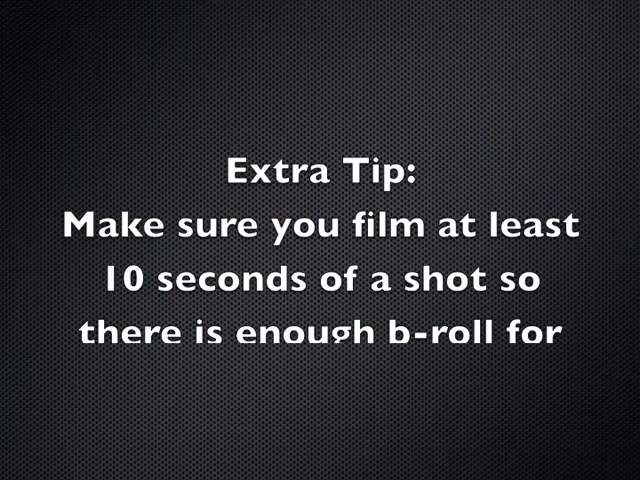 Extra Tip:
Make sure you film at least
10 seconds of a shot so
there is enough b-roll for